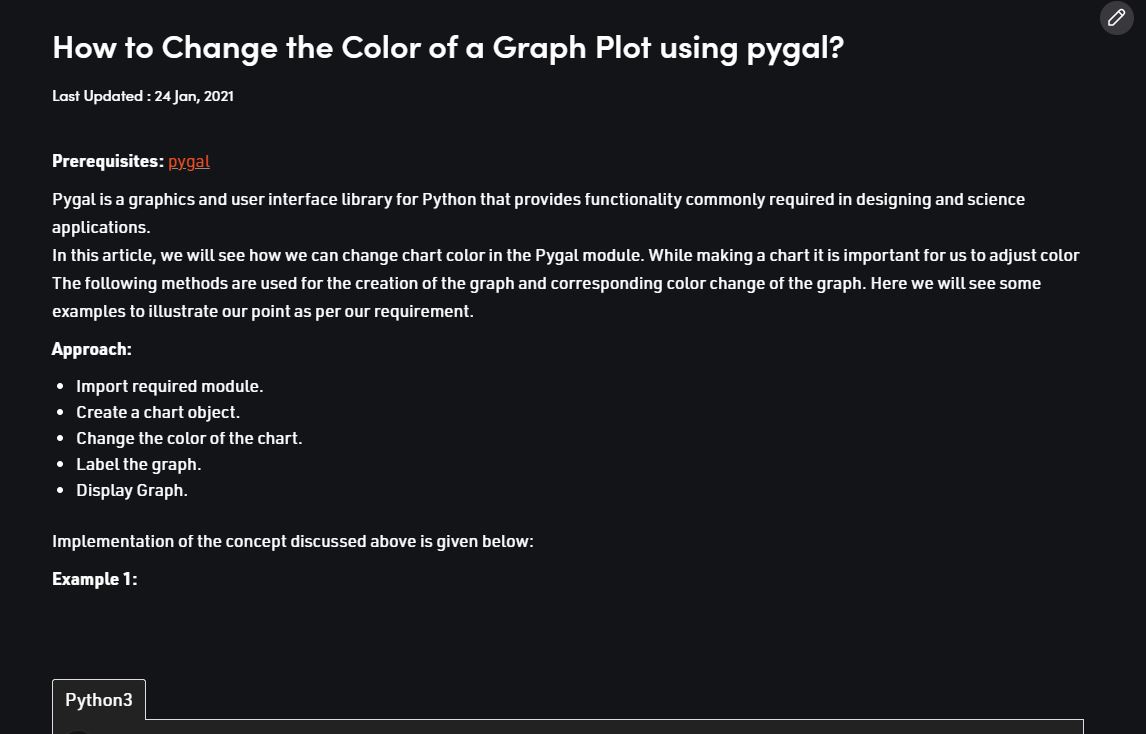 How to Change the Color of a Graph Plot using pygal?
Last Updated : 24 Jan, 2021
Prerequisites: pygal
Pygal is a graphics and user interface library for Python that provides functionality commonly required in designing and science
applications.
In this article, we will see how we can change chart color in the Pygal module. While making a chart it is important for us to adjust color
The following methods are used for the creation of the graph and corresponding color change of the graph. Here we will see some
examples to illustrate our point as per our requirement.
Approach:
Import required module.
Create a chart object.
Change the color of the chart.
Label the graph.
Display Graph.
Implementation of the concept discussed above is given below:
Example 1:
Python3